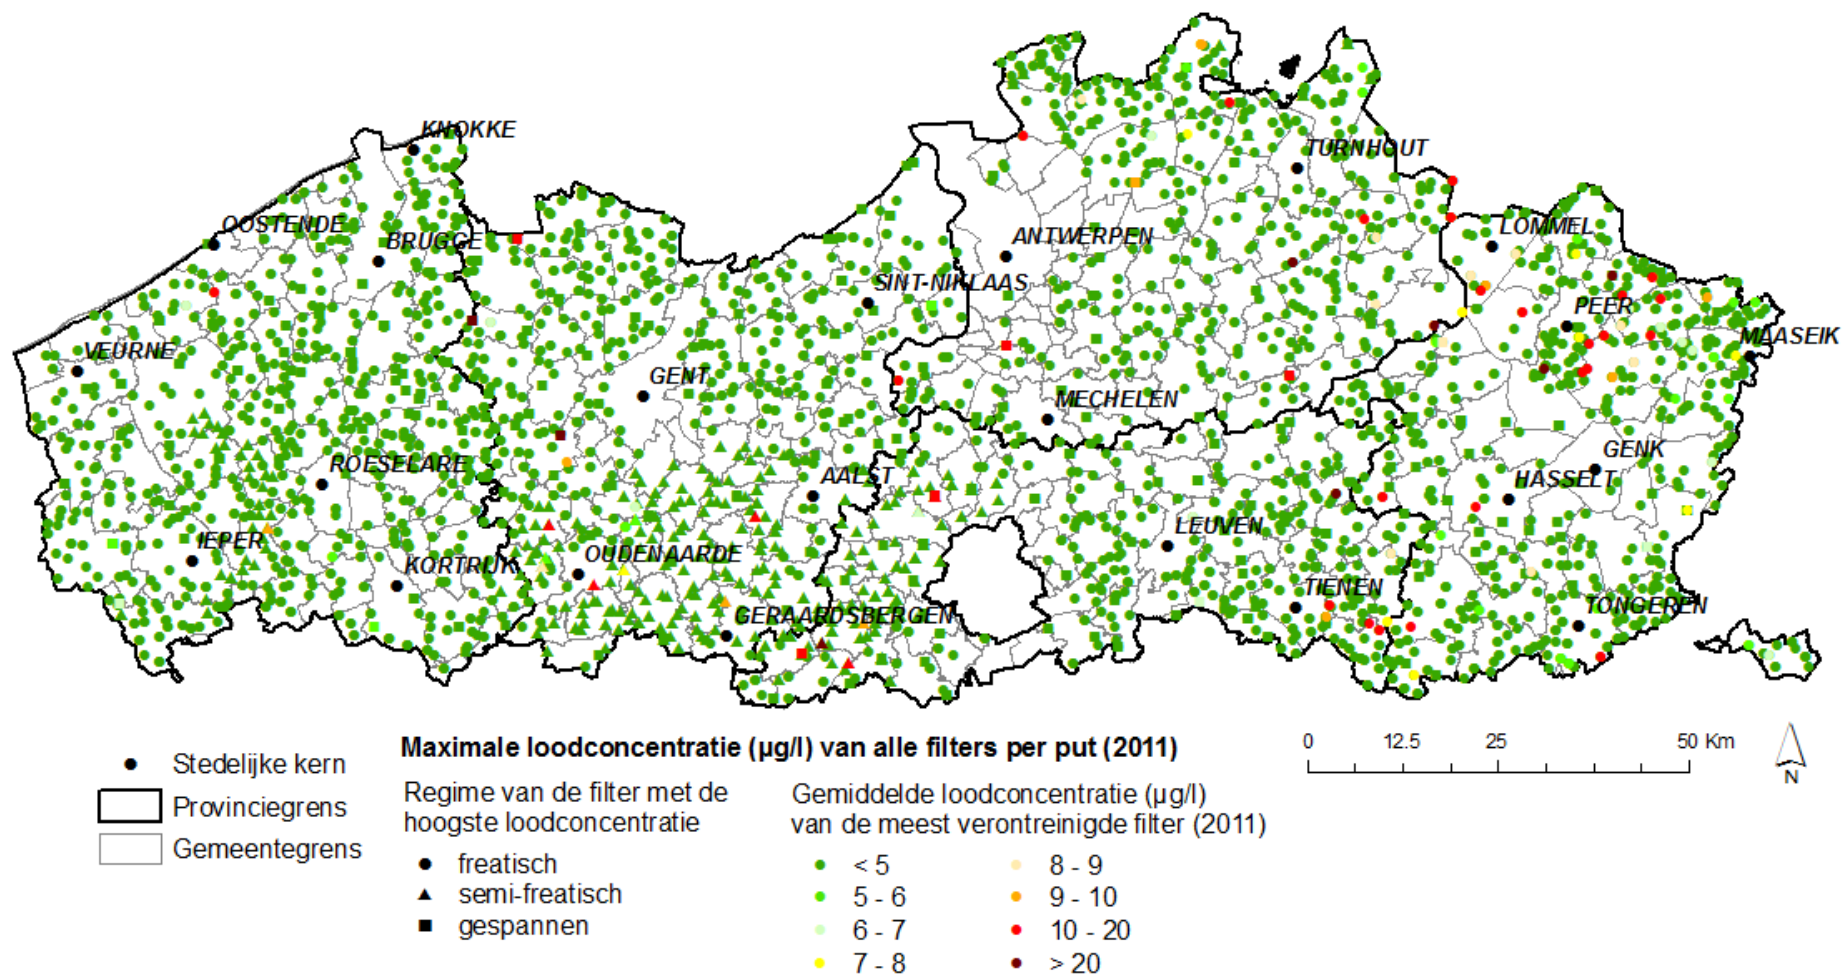 KNOKKE
OOSTENDE
BRUGGE
VEURNE
ROESELARE
IEPER
KORTRIJK
GENT
SINT-NIKLAAS
ANTWERPEN
TURNHOUT
LOMMEL
PEER
MAASEIK
MECHELEN
AALST
GENK
HASSELT
LEUVEN
OUDENAARDE
GERAARDSBERGEN
TIENEN
TONGEREN
Stedelijke kern
Provinciegrens
Gemeentegrens
Maximale loodconcentratie (µg/l) van alle filters per put (2011)
Regime van de filter met de
hoogste loodconcentratie
freatisch
semi-freatisch
gespannen
Gemiddelde loodconcentratie (µg/l)
van de meest verontreinigde filter (2011)
< 5
5 - 6
6 - 7
7 - 8
8 - 9
9 - 10
10 - 20
> 20
0 12.5 25 50 Km
N